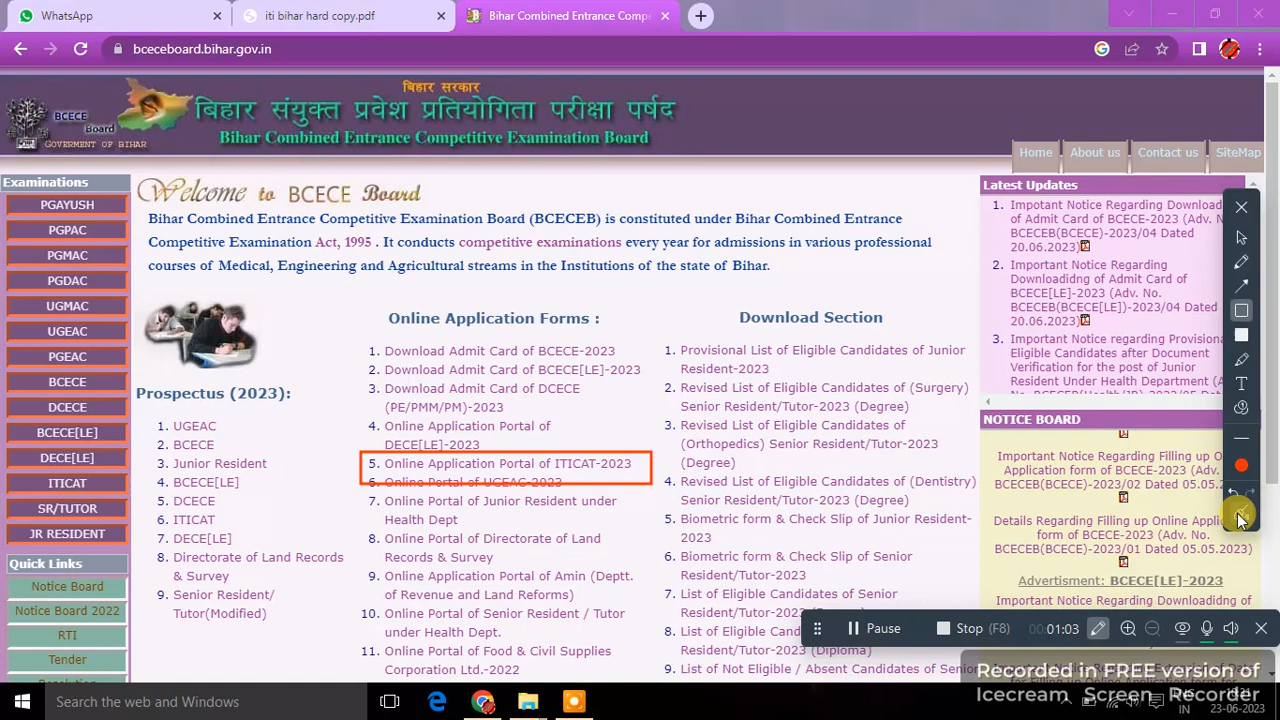 WhatsApp
iti bihar hard copy.pdf
Bihar Combined Entrance Compe
bceceboard.bihar.gov.in
बिहार सरकार
बिहार संयुक्त प्रवेश प्रतियोगिता परीक्षा पर्षद
Bihar Combined Entrance Competitive Examination Board
BCECE
Board
GOVERMENT OF BIHAR
Home
About us
Contact us
SiteMap
Examinations
PGAYUSH
PGPAC
PGMAC
PGDAC
UGMAC
UGEAC
PGEAC
BCECE
DCECE
BCECE[LE]
DECE[LE]
ITICAT
SR/TUTOR
JR RESIDENT
Quick Links
Notice Board
Notice Board 2022
RTI
Tender
Welcome to BCECE Board
Bihar Combined Entrance Competitive Examination Board (BCECEB) is constituted under Bihar Combined Entrance
Competitive Examination Act, 1995 . It conducts competitive examinations every year for admissions in various professional
courses of Medical, Engineering and Agricultural streams in the Institutions of the state of Bihar.
Prospectus (2023):
1. UGEAC
2. BCECE
3. Junior Resident
4. BCECE[LE]
5. DCECE
6. ITICAT
7. DECE[LE]
8. Directorate of Land Records
& Survey
9. Senior Resident/
Tutor(Modified)
Online Application Forms :
1. Download Admit Card of BCECE-2023
2. Download Admit Card of BCECE[LE]-2023
3. Download Admit Card of DCECE
(PE/PMM/PM)-2023
4. Online Application Portal of
DECE[LE]-2023
5. Online Application Portal of ITICAT-2023
6. Online Portal of UGEAC-2023
7. Online Portal of Junior Resident under
Health Dept
8. Online Portal of Directorate of Land
Records & Survey
9. Online Application Portal of Amin (Deptt.
of Revenue and Land Reforms)
10. Online Portal of Senior Resident / Tutor
under Health Dept.
11. Online Portal of Food & Civil Supplies
Corporation Ltd.-2022
Download Section
1. Provisional List of Eligible Candidates of Junior
Resident-2023
2. Revised List of Eligible Candidates of (Surgery)
Senior Resident/Tutor-2023 (Degree)
3. Revised List of Eligible Candidates of
(Orthopedics) Senior Resident/Tutor-2023
(Degree)
4. Revised List of Eligible Candidates of (Dentistry)
Senior Resident/Tutor-2023 (Degree)
5. Biometric form & Check Slip of Junior Resident-
2023
6. Biometric form & Check Slip of Senior
Resident/Tutor-2023
7. List of Eligible Candidates of Senior
Resident/Tutor-2023
8. List of Eligible
Resident/Tutor-2023 (Diploma)
9. List of Not Eligible / Absent Candidates of Senior
Latest Updates
1. Impotant Notice Regarding Download
of Admit Card of BCECE-2023 (Adv. N
BCECEB(BCECE)-2023/04 Dated
20.06.2023)
2. Important Notice Regarding
Downloadidng of Admit Card of
BCECE[LE]-2023 (Adv. No.
BCECEB(BCECE[LE])-2023/04 Dated
20.06.2023)
3. Important Notice regarding Provisiona
Eligible Candidates after Document
Verification for the post of Junior
Resident Under Health Department (A
NOTICE BOARD
Important Notice Regarding Filling up O
Application form of BCECE-2023 (Adv. No.
BCECEB(BCECE)-2023/02 Dated 05.05.2
Details Regarding Filling up Online Appli
form of BCECE-2023 (Adv. No.
BCECEB(BCECE)-2023/01 Dated 05.05.2023)
Advertisment: BCECE[LE]-2023
Important Notice Regarding Downloadidng of
Pause
Stop (F8)
00:01:03
Recorded in FREE version of
Icecream Screen Recorder
Search the web and Windows
IN
23-06-2023